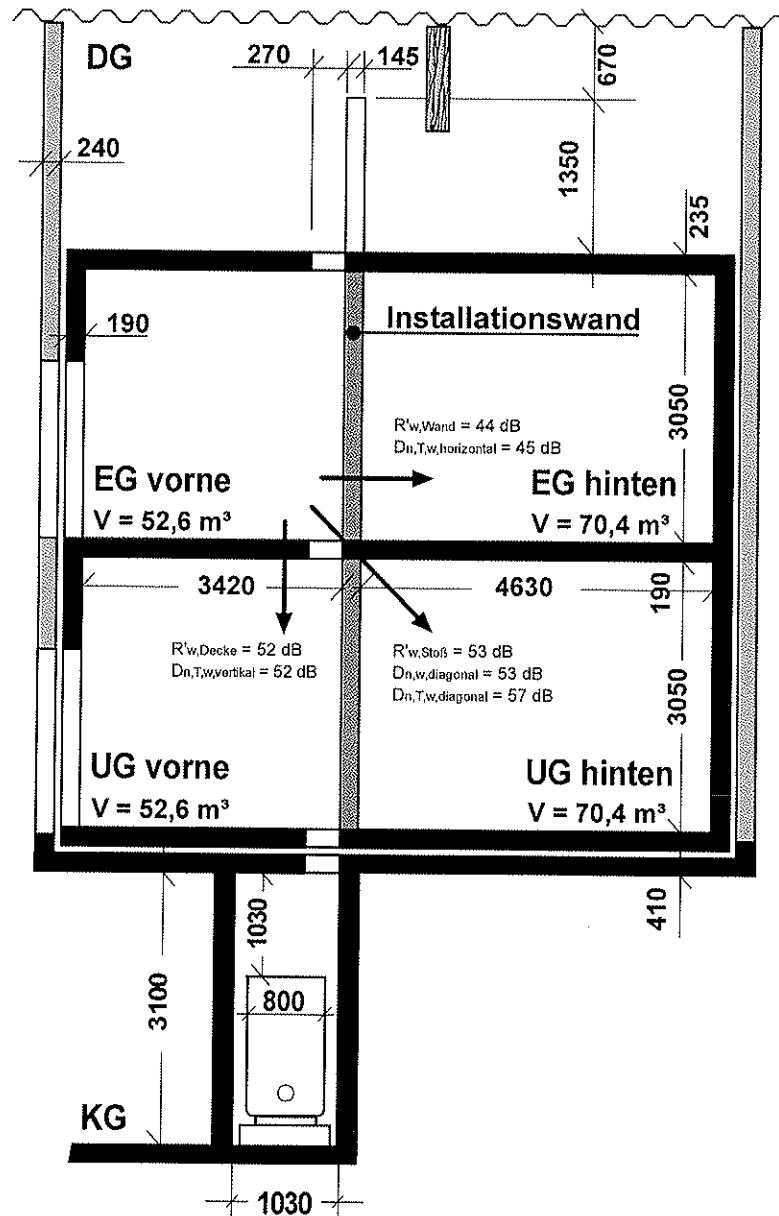 DG
270
145
670
240
1350
235
190
Installationswand
R'w,Wand = 44 dB
Dn,T,w,horizontal = 45 dB
3050
EG vorne
V = 52,6 m³
EG hinten
V = 70,4 m³
3420
4630
190
R'w,Decke = 52 dB
Dn,T,w,vertikal = 52 dB
R'w,Stoß = 53 dB
Dn,w,diagonal = 53 dB
Dn,T,w,diagonal = 57 dB
3050
UG vorne
V = 52,6 m³
UG hinten
V = 70,4 m³
1030
410
3100
800
KG
1030